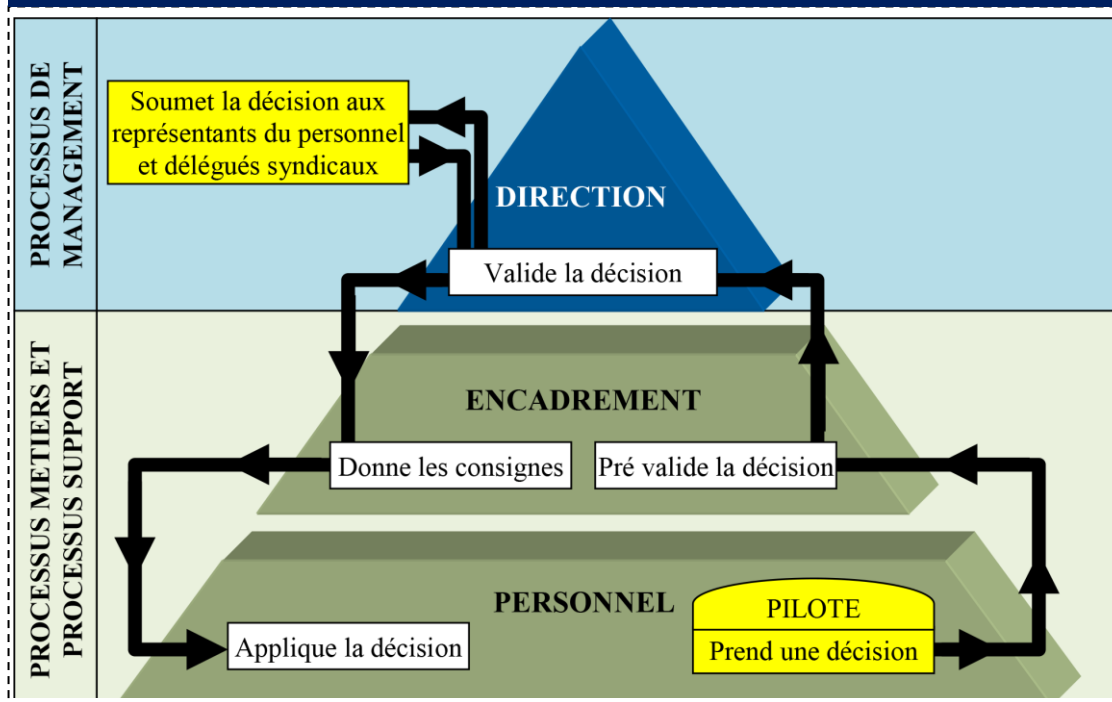 PROCESSUS DE
MANAGEMENT
Soumet la décision aux
représentants du personnel
et délégués syndicaux
DIRECTION
Valide la décision
PROCESSUS METIERS ET
PROCESSUS SUPPORT
ENCADREMENT
Donne les consignes
Pré valide la décision
PERSONNEL
PILOTE
Applique la décision
Prend une décision